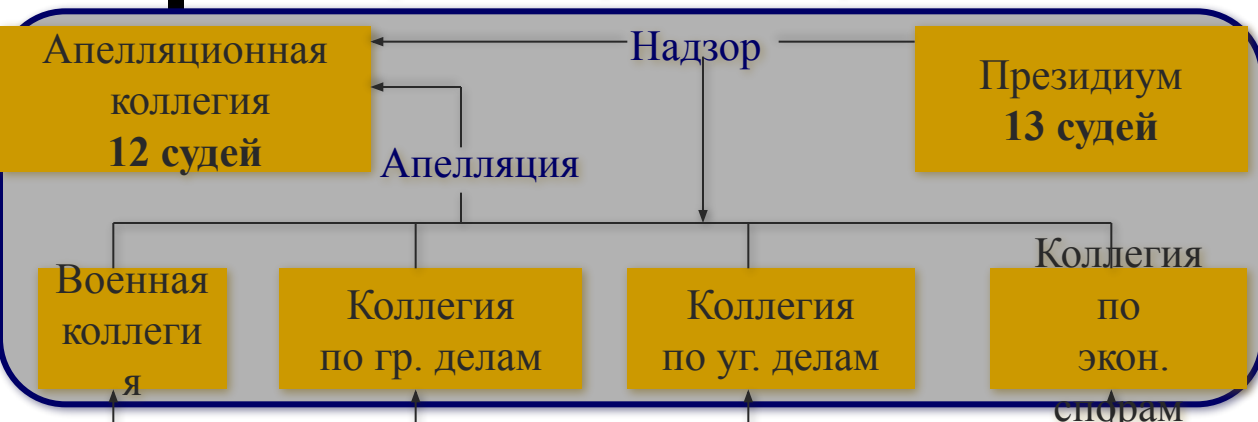 Апелляционная
коллегия
12 судей
Надзор
Президиум
13 судей
Апелляция
Военная
коллеги
я
Коллегия
по гр. делам
Коллегия
по уг. делам
Коллегия
по
экон.
спорам